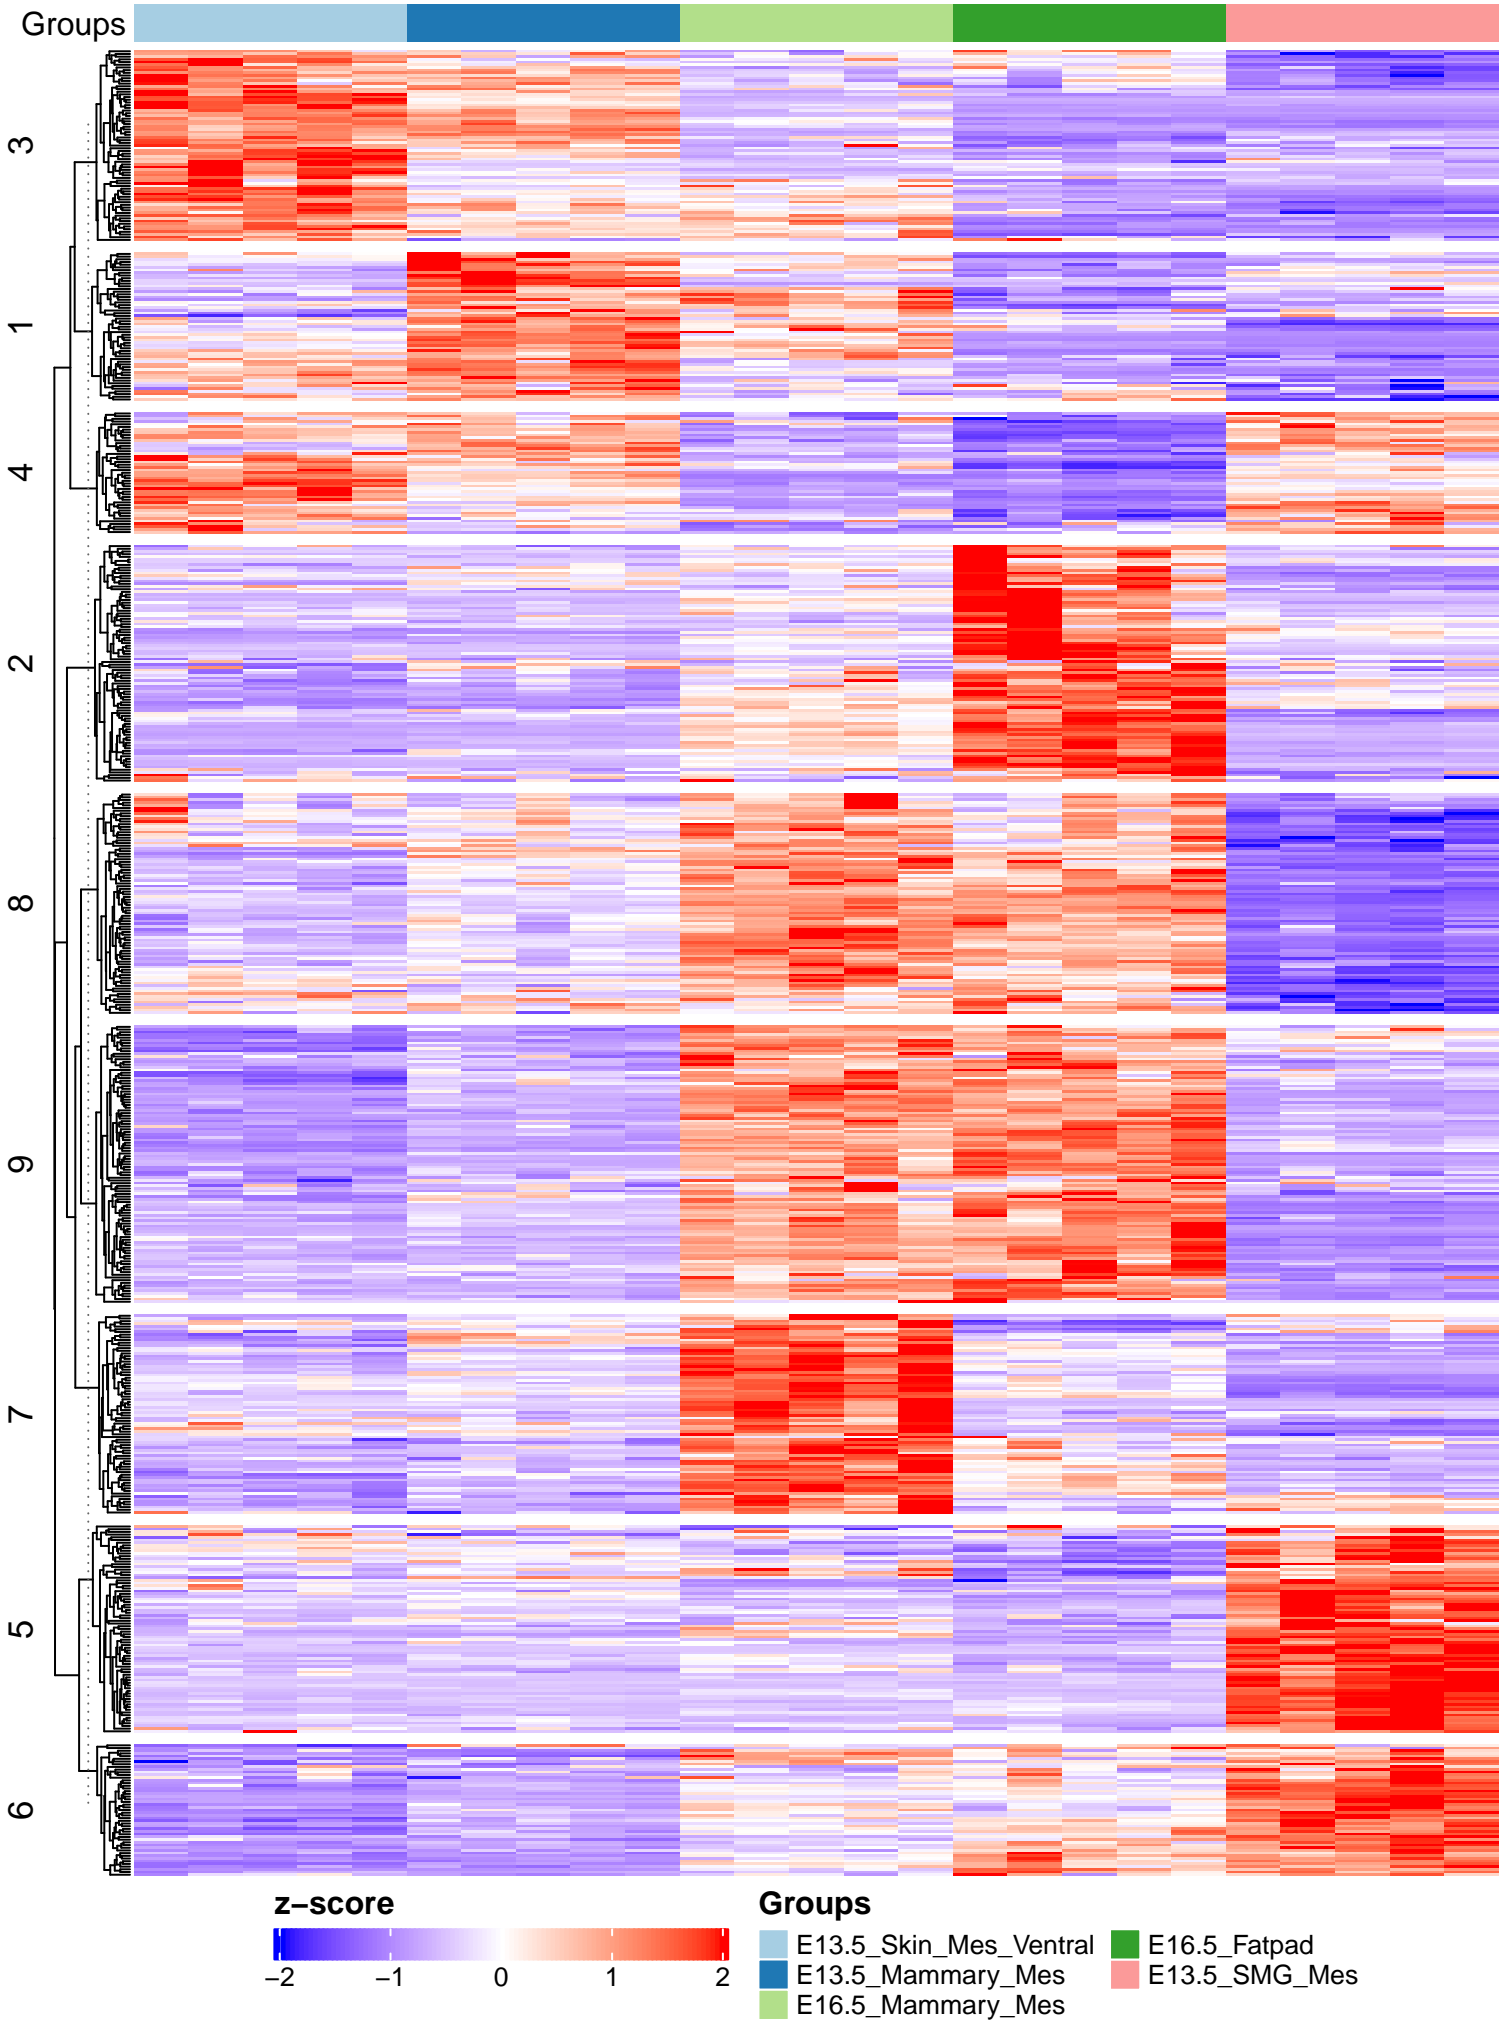 Groups
3
1
4
2
8
9
7
5
6
z−score
−2 −1 0 1 2
Groups
E13.5_Skin_Mes_Ventral
E13.5_Mammary_Mes
E16.5_Mammary_Mes
E16.5_Fatpad
E13.5_SMG_Mes